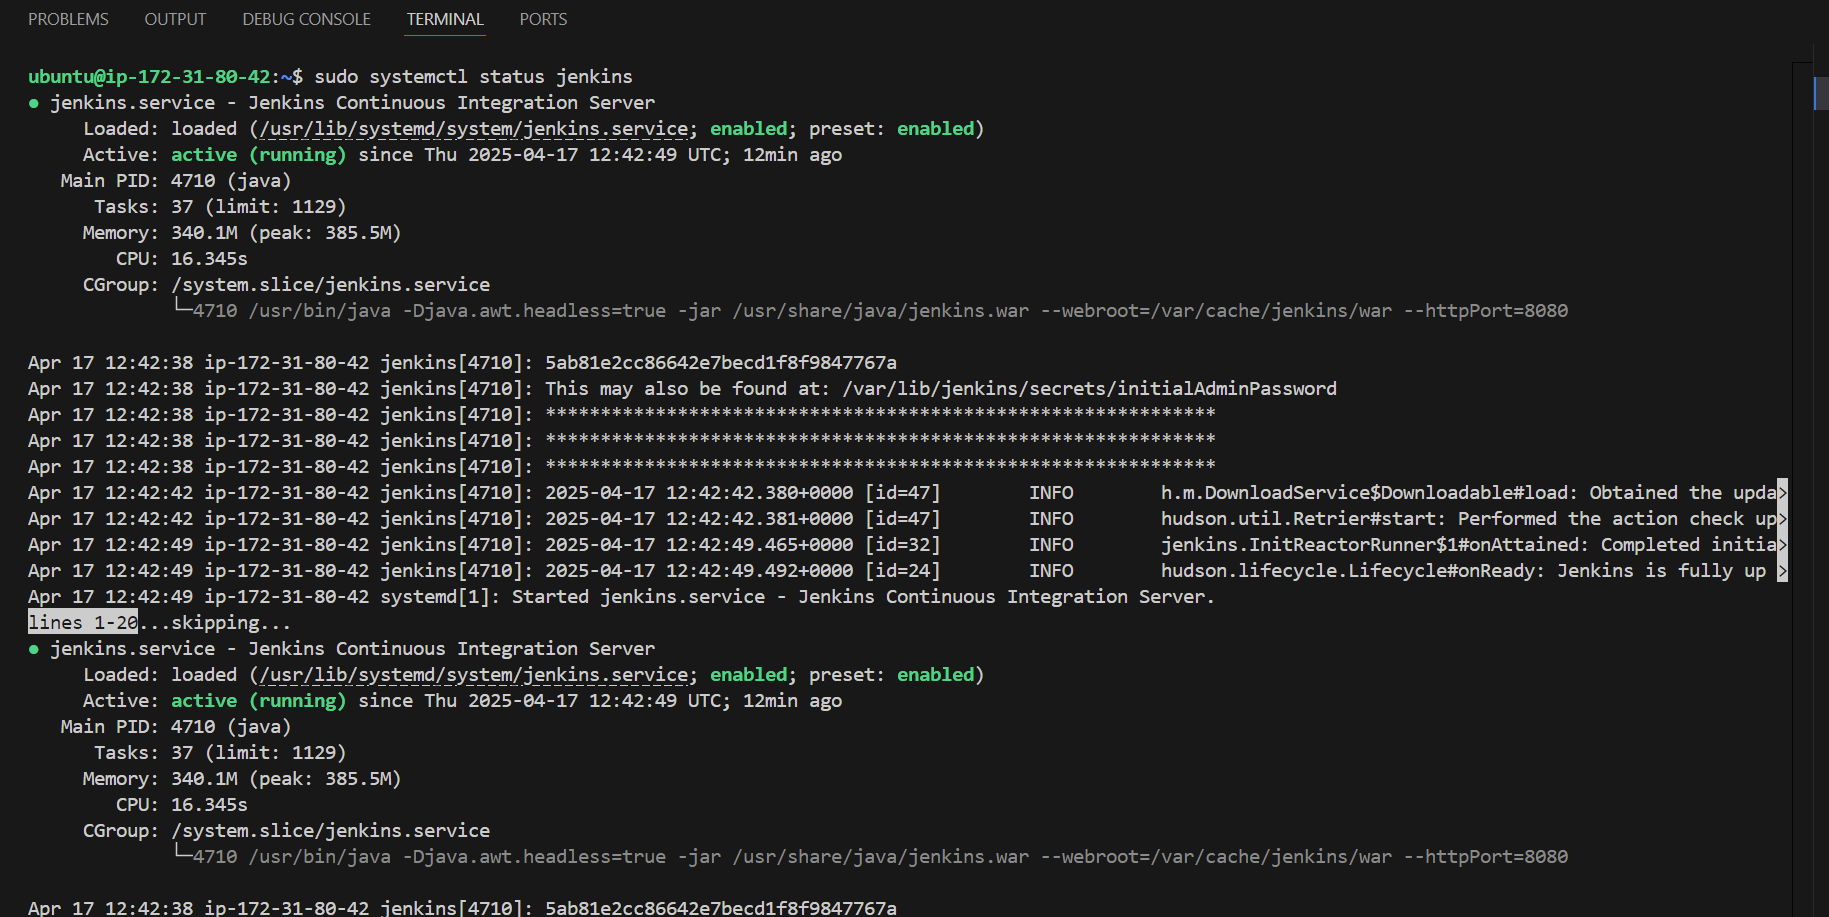 PROBLEMS OUTPUT DEBUG CONSOLE TERMINAL PORTS
ubuntu@ip-172-31-80-42:~$ sudo systemctl status jenkins
● jenkins.service - Jenkins Continuous Integration Server
     Loaded: loaded (/usr/lib/systemd/system/jenkins.service; enabled; preset: enabled)
     Active: active (running) since Thu 2025-04-17 12:42:49 UTC; 12min ago
   Main PID: 4710 (java)
      Tasks: 37 (limit: 1129)
     Memory: 340.1M (peak: 385.5M)
        CPU: 16.345s
     CGroup: /system.slice/jenkins.service
             └─4710 /usr/bin/java -Djava.awt.headless=true -jar /usr/share/java/jenkins.war --webroot=/var/cache/jenkins/war --httpPort=8080
Apr 17 12:42:38 ip-172-31-80-42 jenkins[4710]: 5ab81e2cc86642e7becd1f8f9847767a
Apr 17 12:42:38 ip-172-31-80-42 jenkins[4710]: This may also be found at: /var/lib/jenkins/secrets/initialAdminPassword
Apr 17 12:42:38 ip-172-31-80-42 jenkins[4710]: *************************************************************
Apr 17 12:42:38 ip-172-31-80-42 jenkins[4710]: *************************************************************
Apr 17 12:42:38 ip-172-31-80-42 jenkins[4710]: *************************************************************
Apr 17 12:42:42 ip-172-31-80-42 jenkins[4710]: 2025-04-17 12:42:42.380+0000 [id=47]        INFO        h.m.DownloadService$Downloadable#load: Obtained the upda>
Apr 17 12:42:42 ip-172-31-80-42 jenkins[4710]: 2025-04-17 12:42:42.381+0000 [id=47]        INFO        hudson.util.Retrier#start: Performed the action check up>
Apr 17 12:42:49 ip-172-31-80-42 jenkins[4710]: 2025-04-17 12:42:49.465+0000 [id=32]        INFO        jenkins.InitReactorRunner$1#onAttained: Completed initia>
Apr 17 12:42:49 ip-172-31-80-42 jenkins[4710]: 2025-04-17 12:42:49.492+0000 [id=24]        INFO        hudson.lifecycle.Lifecycle#onReady: Jenkins is fully up >
Apr 17 12:42:49 ip-172-31-80-42 systemd[1]: Started jenkins.service - Jenkins Continuous Integration Server.
lines 1-20...skipping...
● jenkins.service - Jenkins Continuous Integration Server
     Loaded: loaded (/usr/lib/systemd/system/jenkins.service; enabled; preset: enabled)
     Active: active (running) since Thu 2025-04-17 12:42:49 UTC; 12min ago
   Main PID: 4710 (java)
      Tasks: 37 (limit: 1129)
     Memory: 340.1M (peak: 385.5M)
        CPU: 16.345s
     CGroup: /system.slice/jenkins.service
             └─4710 /usr/bin/java -Djava.awt.headless=true -jar /usr/share/java/jenkins.war --webroot=/var/cache/jenkins/war --httpPort=8080
Apr 17 12:42:38 ip-172-31-80-42 jenkins[4710]: 5ab81e2cc86642e7becd1f8f9847767a